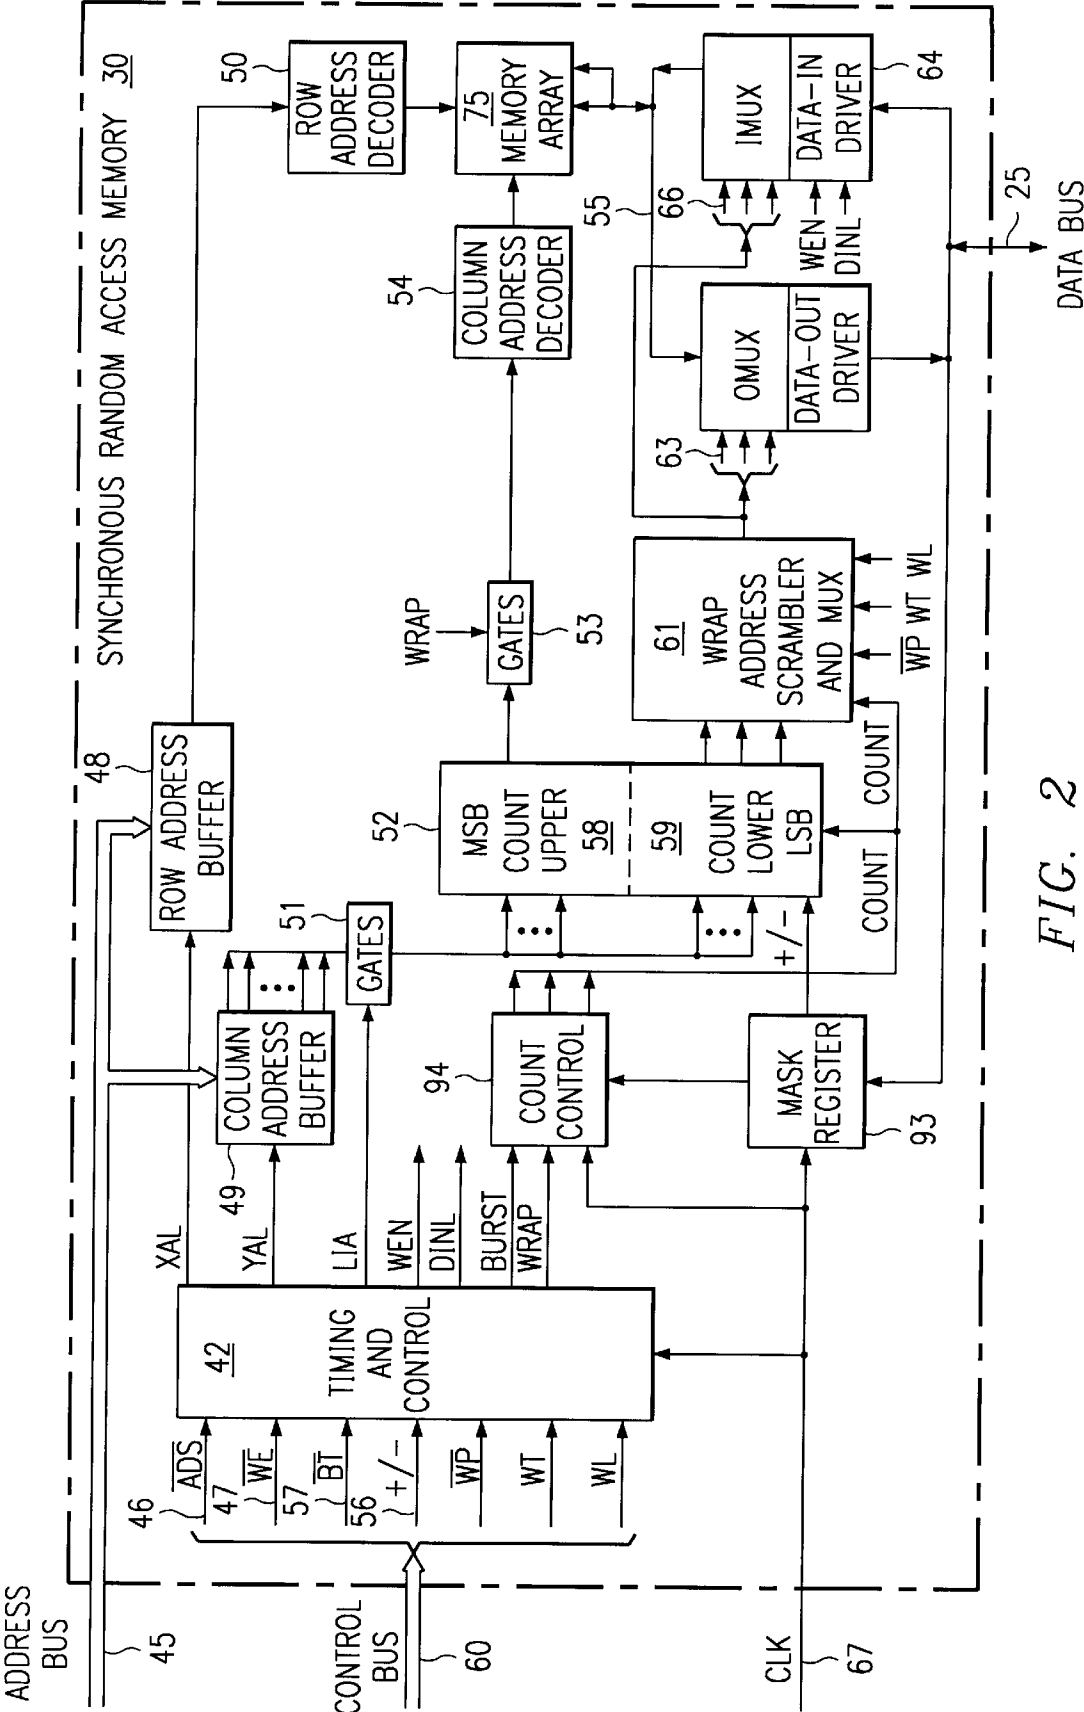 SYNCHRONOUS RANDOM ACCESS MEMORY 30
ADDRESS
BUS
45
CONTROL
BUS
60
CLK
67
46
ADS
47
WE
57
BT
56
+/-
WP
WT
WL
42
TIMING
AND
CONTROL
XAL
YAL
LIA
WEN
DINL
BURST
WRAP
49
COLUMN
ADDRESS
BUFFER
48
ROW ADDRESS
BUFFER
51
GATES
94
COUNT
CONTROL
MASK
REGISTER
93
52
MSB
COUNT
UPPER
58
59
COUNT
LOWER
LSB
+/-
COUNT
COUNT
WRAP
GATES
53
61
WRAP
ADDRESS
SCRAMBLER
AND MUX
WP WT WL
54
COLUMN
ADDRESS
DECODER
50
ROW
ADDRESS
DECODER
75
MEMORY
ARRAY
55
63
OMUX
DATA-OUT
DRIVER
66
WEN
DINL
IMUX
DATA-IN
DRIVER
64
25
DATA BUS
FIG. 2